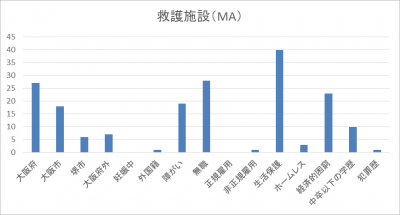 救護施設（MA）
45
40
35
30
25
20
15
10
5
0
大阪府
大阪市
堺市
大阪府外
妊娠中
外国籍
障がい
無職
正規雇用
非正規雇用
生活保護
ホームレス
経済的困窮
中卒以下の学歴
犯罪歴